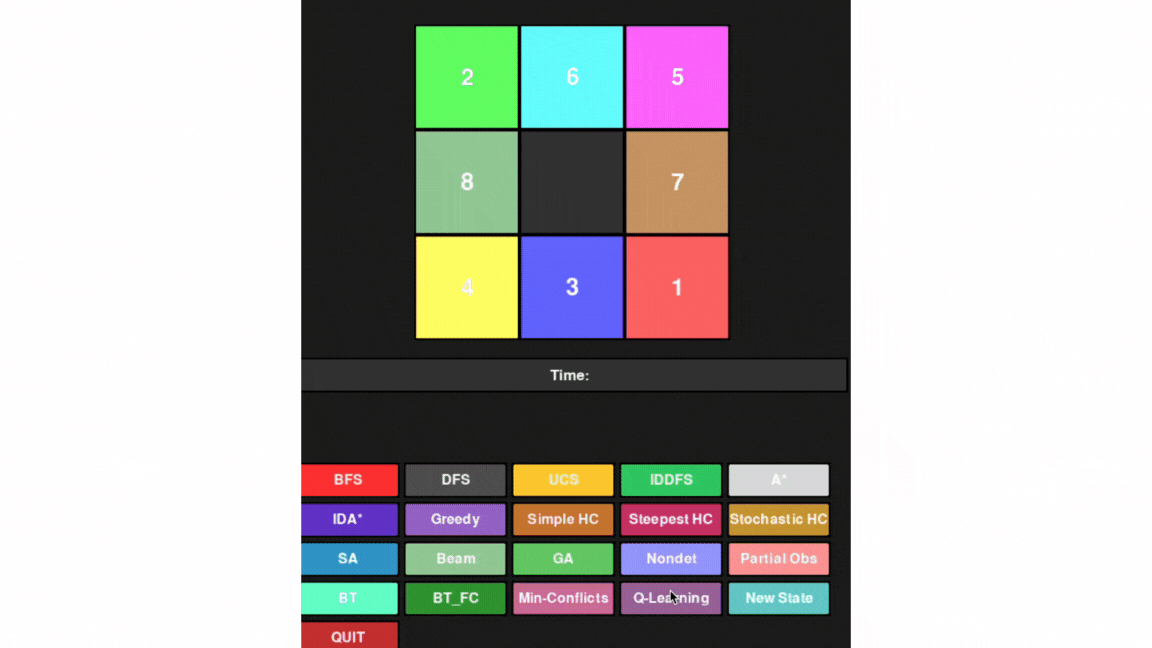 2 6 5
8 7
4 3 1
Time:
BFS DFS UCS IDDFS A*
IDA* Greedy Simple HC Steepest HC Stochastic HC
SA Beam GA Nondet Partial Obs
BT BT_FC Min-Conflicts Q-Learning New State
QUIT